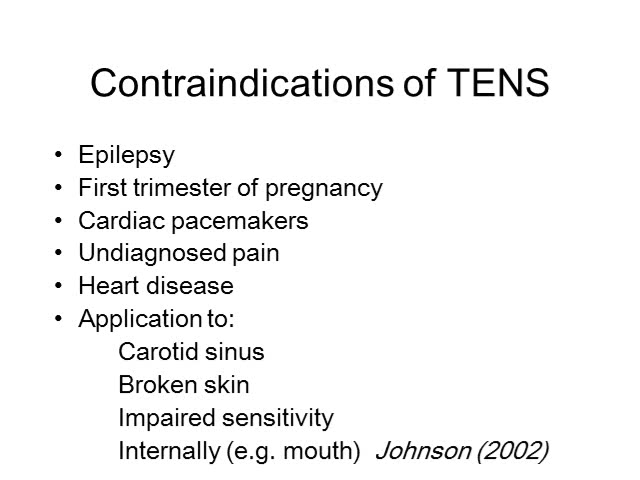 Contraindications of TENS
• Epilepsy
• First trimester of pregnancy
• Cardiac pacemakers
• Undiagnosed pain
• Heart disease
• Application to:
Carotid sinus
Broken skin
Impaired sensitivity
Internally (e.g. mouth) Johnson (2002)